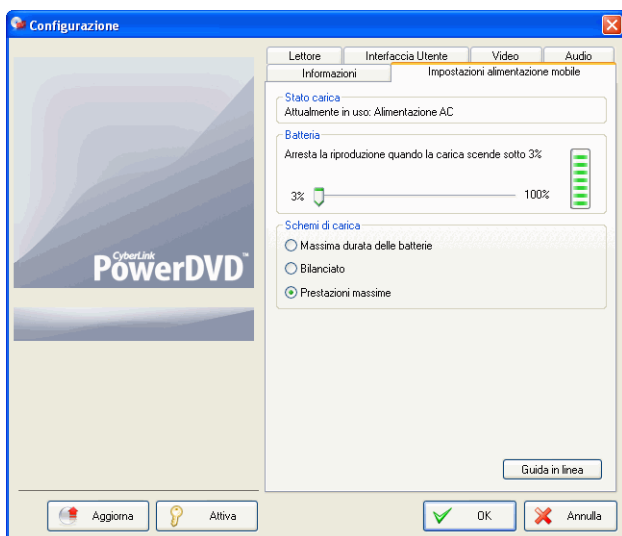 Configurazione
Lettore Interfaccia Utente Video Audio
Informazioni Impostazioni alimentazione mobile
Stato carica
Attualmente in uso: Alimentazione AC
Batteria
Arresta la riproduzione quando la carica scende sotto 3%
3% 100%
Schemi di carica
Massima durata delle batterie
Bilanciato
Prestazioni massime
CyberLink
PowerDVD™
Guida in linea
Aggiorna Attiva OK Annulla